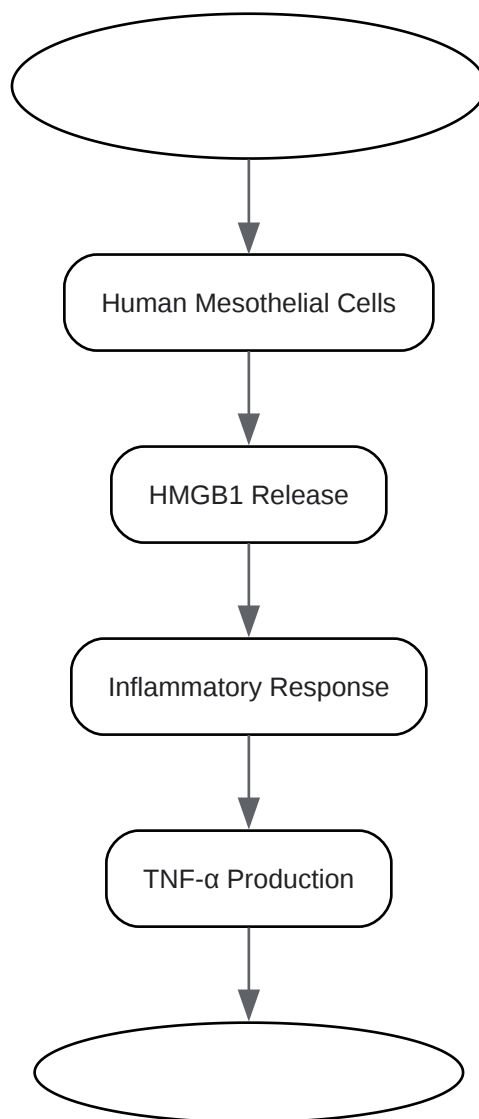 Human Mesothelial Cells
HMGB1 Release
Inflammatory Response
TNF-α Production